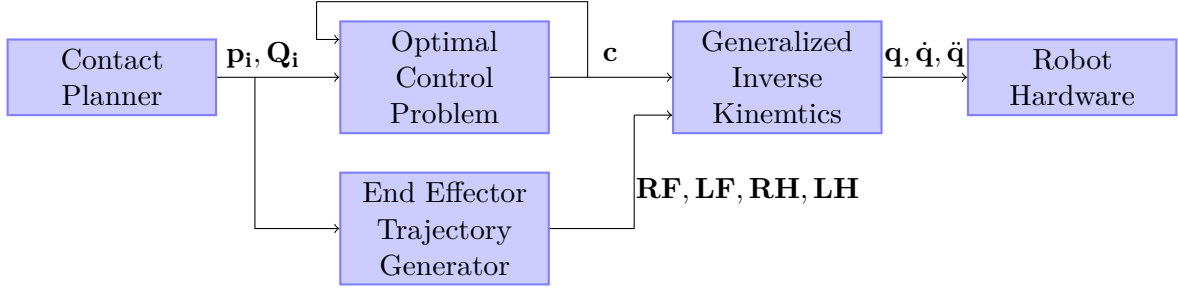 Contact
Planner
𝐩ᵢ, 𝐐ᵢ
Optimal
Control
Problem
𝐜
Generalized
Inverse
Kinemtics
𝐪, 𝐪̇, 𝐪̈
Robot
Hardware
End Effector
Trajectory
Generator
RF, LF, RH, LH